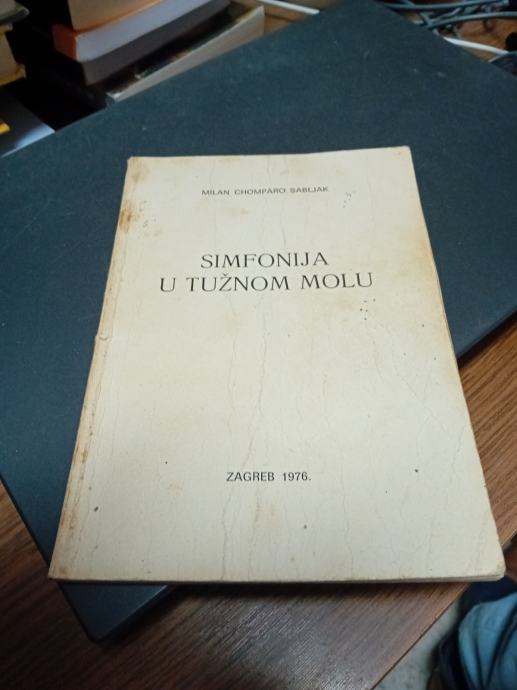 MILAN CHOMPARO SABLJAK
SIMFONIJA
U TUŽNOM MOLU
ZAGREB 1976.